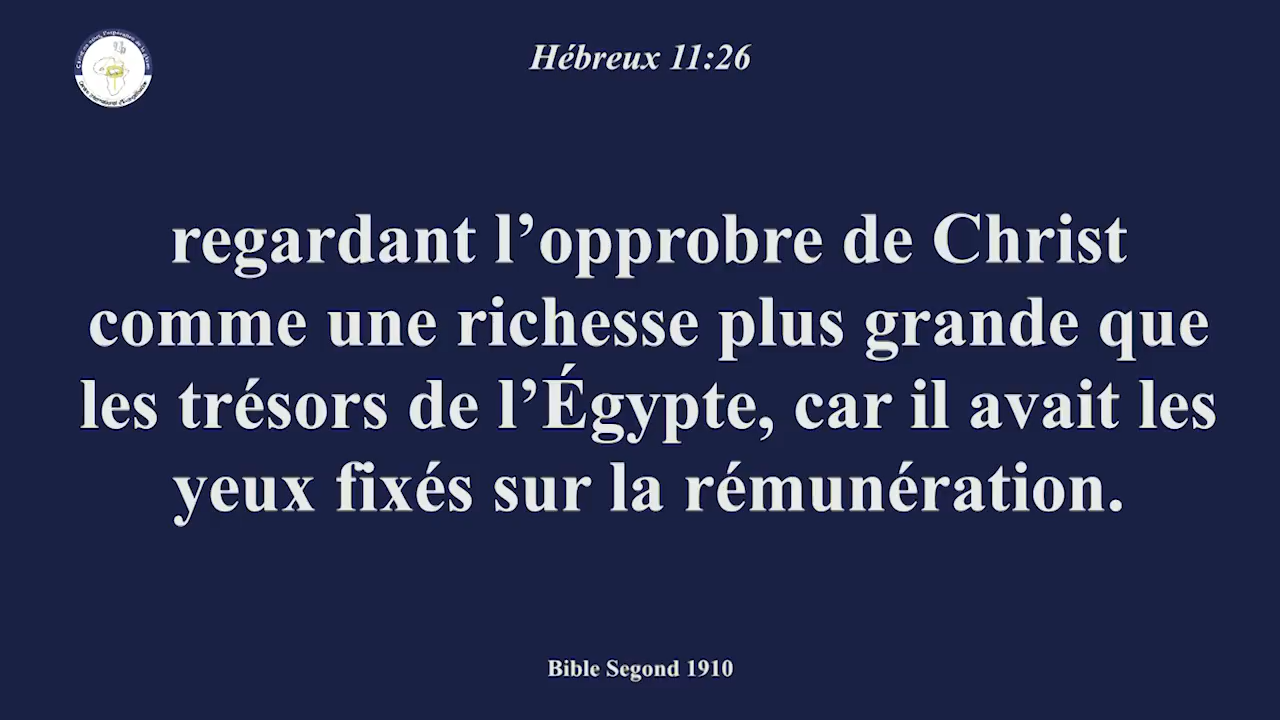 Hébreux 11:26
regardant l’opprobre de Christ
comme une richesse plus grande que
les trésors de l’Égypte, car il avait les
yeux fixés sur la rémunération.
Bible Segond 1910